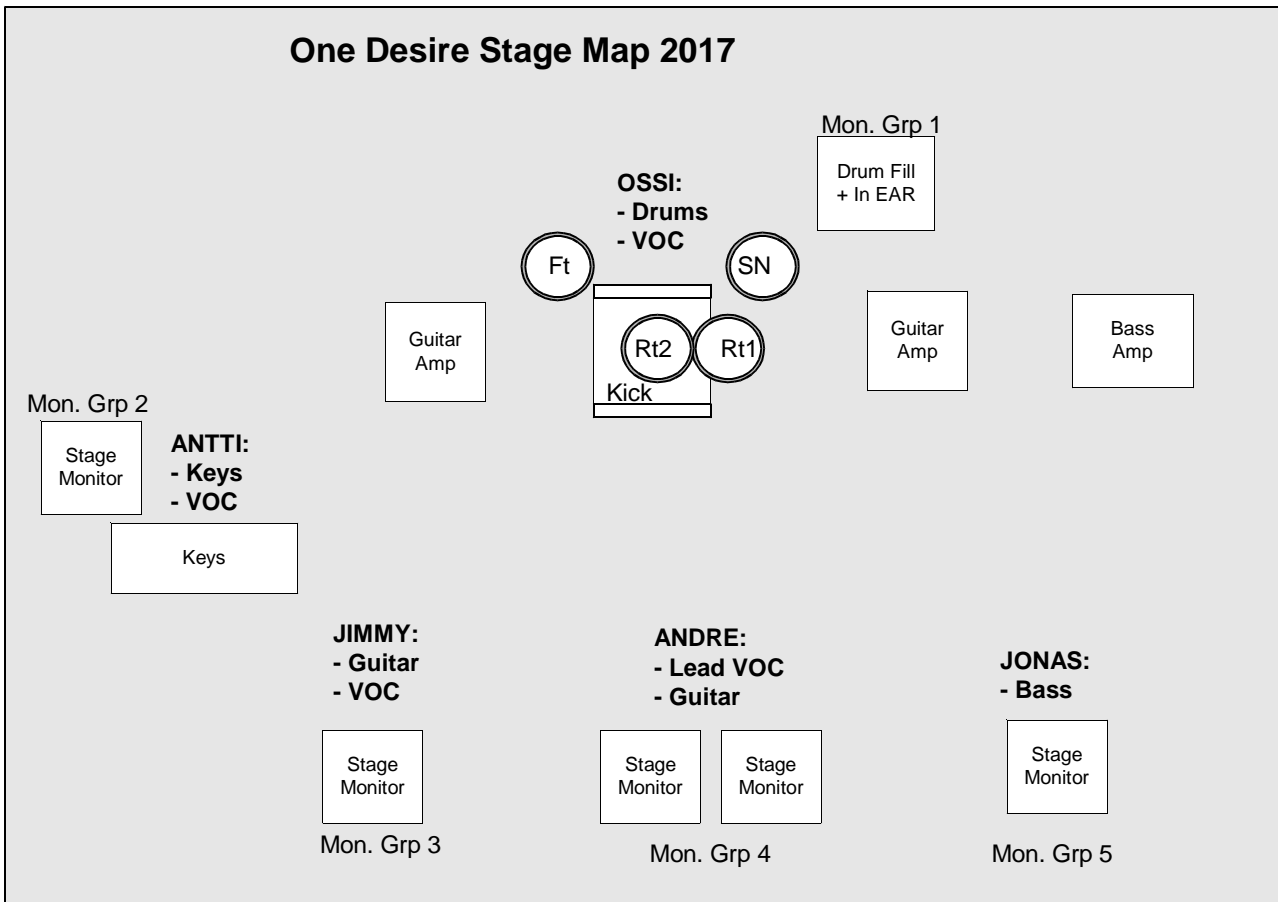 One Desire Stage Map 2017
Mon. Grp 1
Drum Fill
+ In EAR
OSSI:
- Drums
- VOC
Ft
SN
Guitar
Amp
Rt2
Rt1
Kick
Guitar
Amp
Bass
Amp
Mon. Grp 2
Stage
Monitor
ANTTI:
- Keys
- VOC
Keys
JIMMY:
- Guitar
- VOC
Stage
Monitor
Mon. Grp 3
ANDRE:
- Lead VOC
- Guitar
Stage
Monitor
Stage
Monitor
Mon. Grp 4
JONAS:
- Bass
Stage
Monitor
Mon. Grp 5